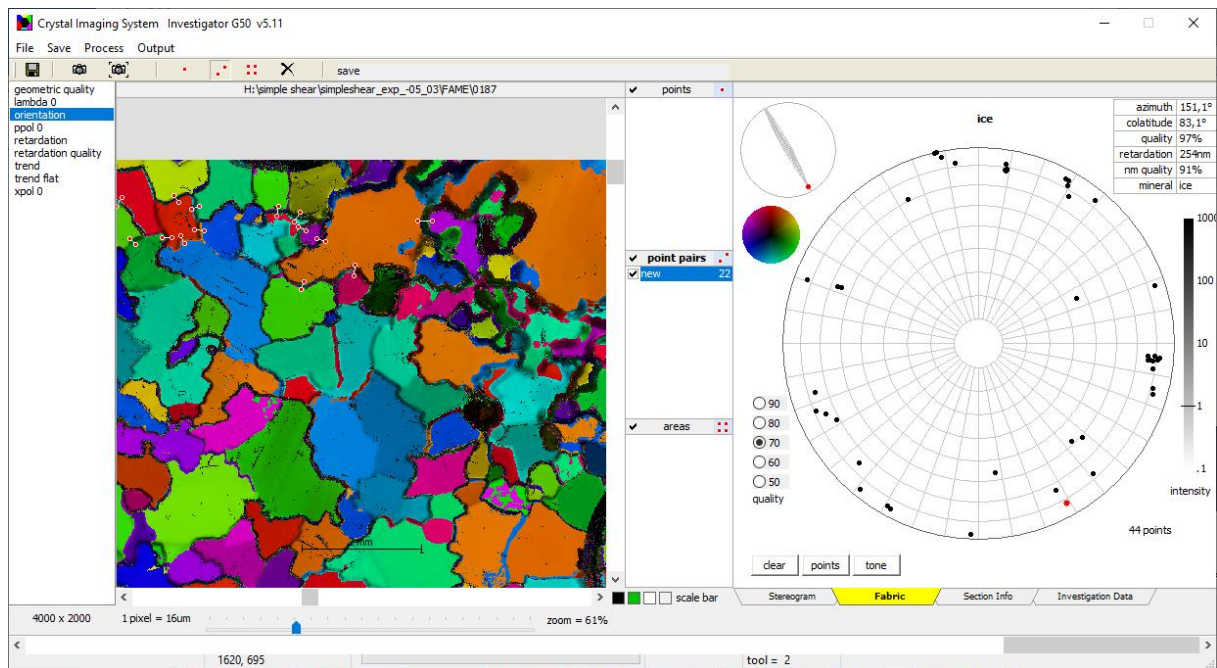 Crystal Imaging System Investigator G50 v5.11
File Save Process Output
save
geometric quality
lambda 0
orientation
ppol 0
retardation
retardation quality
trend
trend flat
xpol 0
H:\simple shear\simpleshear_exp_-05_03\FAME\0187
mm
points
point pairs
new 22
areas
ice
azimuth 151,1°
colatitude 83,1°
quality 97%
retardation 254nm
nm quality 91%
mineral ice
1000
100
10
1
.1
intensity
90
80
70
60
50
quality
44 points
clear points tone
scale bar
Stereogram Fabric Section Info Investigation Data
4000 x 2000 1 pixel = 16um zoom = 61%
1620, 695 tool = 2